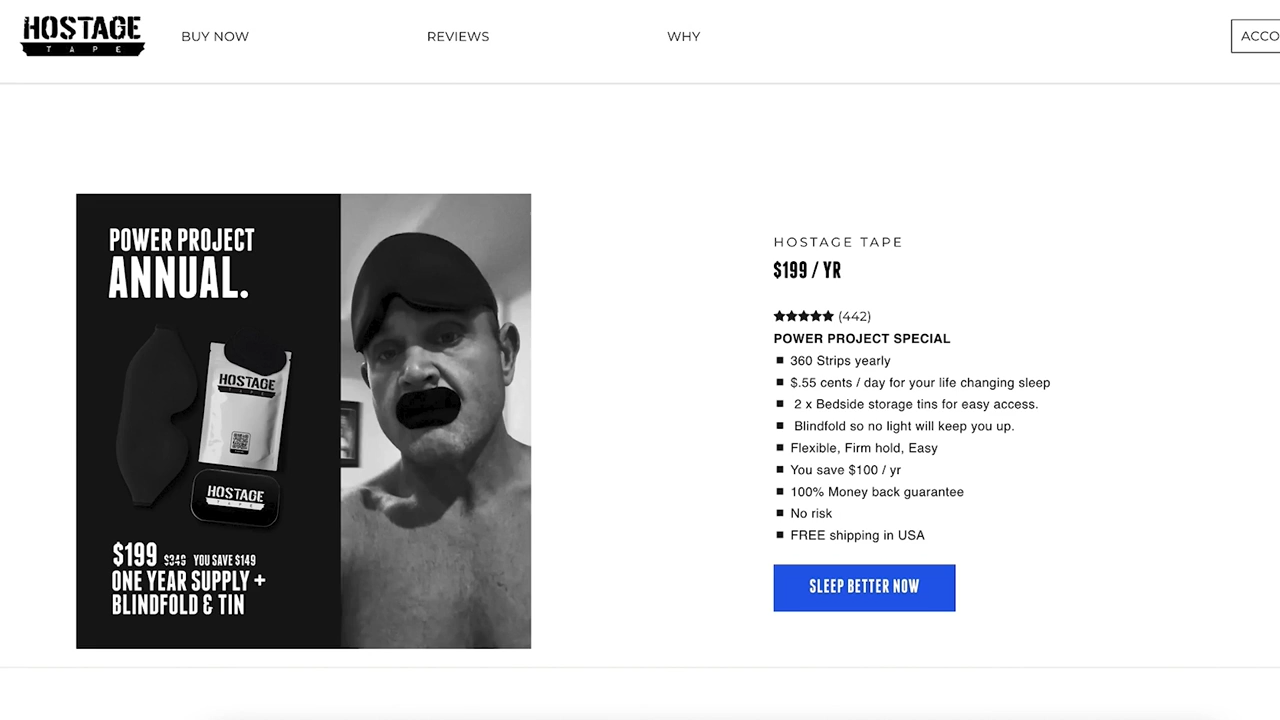 HOSTAGE
TAPE
BUY NOW
REVIEWS
WHY
ACCO
POWER PROJECT
ANNUAL.
HOSTAGE
TAPE
HOSTAGE
TAPE
$199 $348 YOU SAVE $149
ONE YEAR SUPPLY +
BLINDFOLD & TIN
HOSTAGE TAPE
$199 / YR
★★★★★ (442)
POWER PROJECT SPECIAL
■ 360 Strips yearly
■ $.55 cents / day for your life changing sleep
■ 2 x Bedside storage tins for easy access.
■ Blindfold so no light will keep you up.
■ Flexible, Firm hold, Easy
■ You save $100 / yr
■ 100% Money back guarantee
■ No risk
■ FREE shipping in USA
SLEEP BETTER NOW